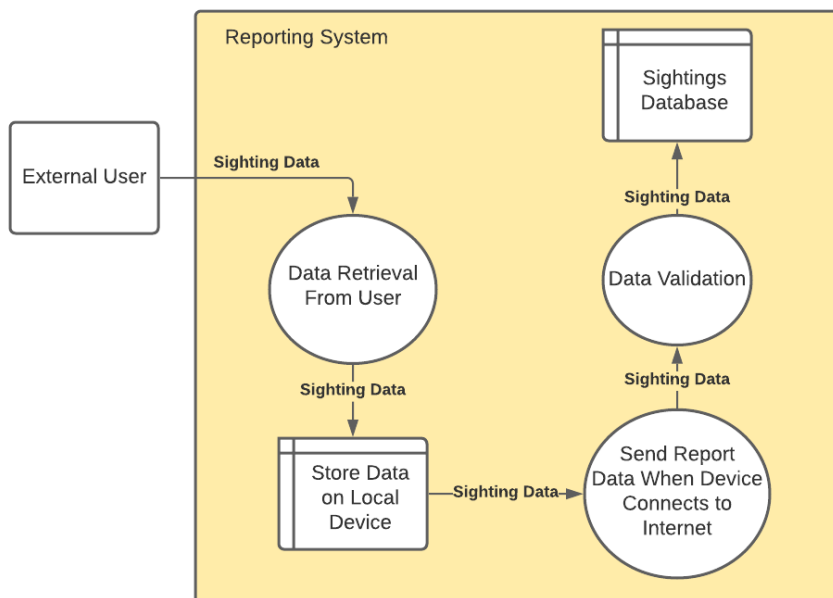 Reporting System
Sightings
Database
External User
Sighting Data
Sighting Data
Data Retrieval
From User
Data Validation
Sighting Data
Sighting Data
Store Data
on Local
Device
Sighting Data
Send Report
Data When Device
Connects to
Internet